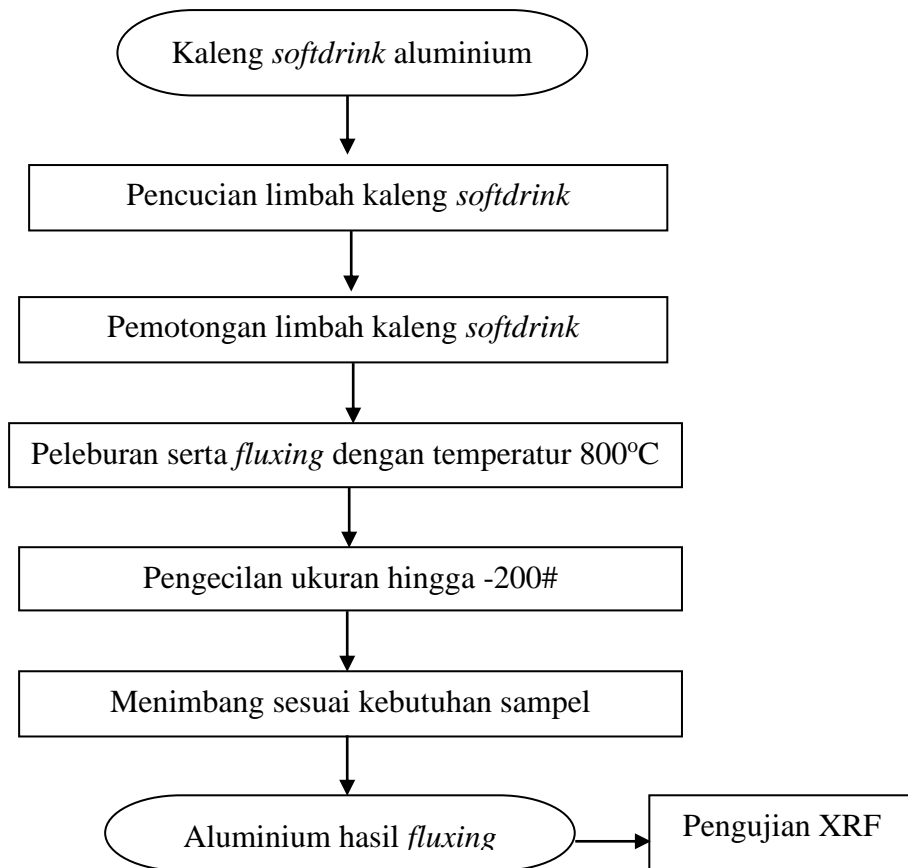 Kaleng softdrink aluminium
Pencucian limbah kaleng softdrink
Pemotongan limbah kaleng softdrink
Peleburan serta fluxing dengan temperatur 800ºC
Pengecilan ukuran hingga -200#
Menimbang sesuai kebutuhan sampel
Aluminium hasil fluxing
Pengujian XRF